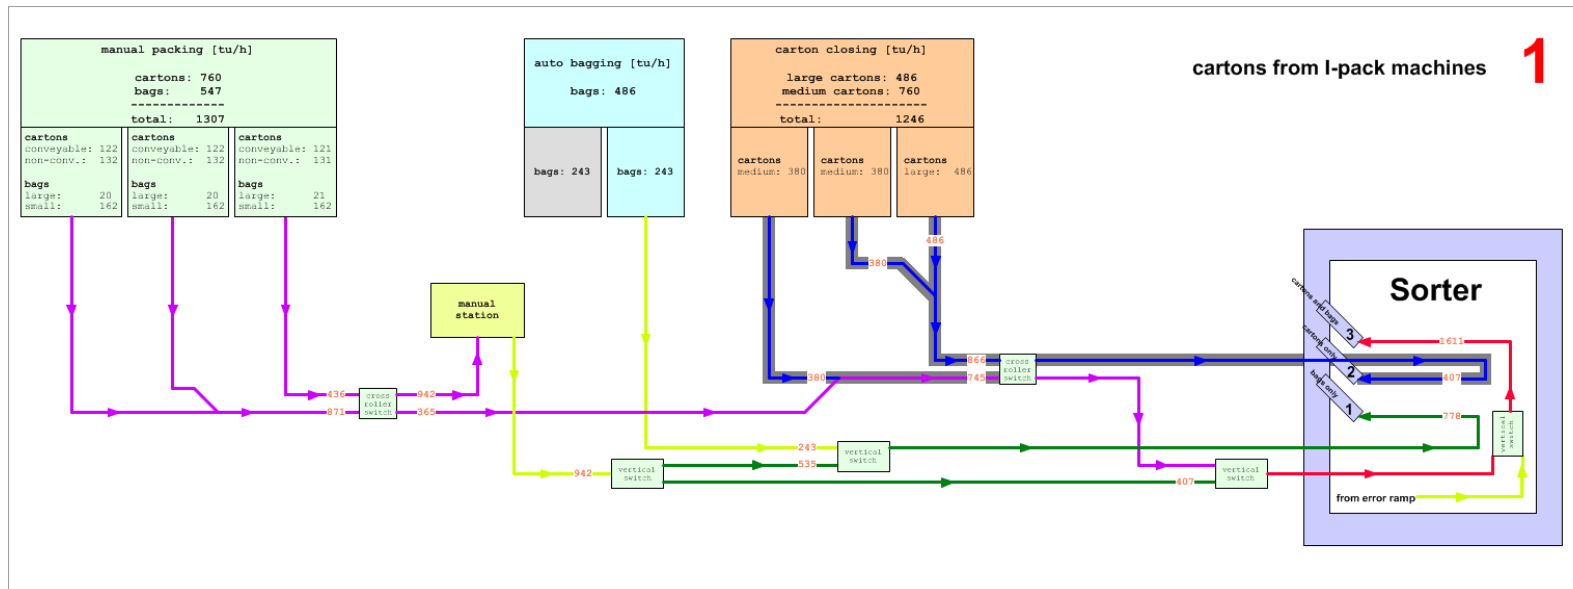 manual packing [tu/h]
cartons: 760
bags: 547
-------------
total: 1307
cartons
conveyable: 122
non-conv.: 132
bags
large: 20
small: 162
cartons
conveyable: 122
non-conv.: 132
bags
large: 20
small: 162
cartons
conveyable: 121
non-conv.: 131
bags
large: 21
small: 162
auto bagging [tu/h]
bags: 486
bags: 243
bags: 243
carton closing [tu/h]
large cartons: 486
medium cartons: 760
---------------------
total: 1246
cartons
medium: 380
cartons
medium: 380
cartons
large: 486
cartons from I-pack machines
1
486
380
manual
station
Sorter
cartons and bags
3
1611
cartons only
2
407
bags only
1
778
866
cross
roller
switch
380
745
436
871
cross
roller
switch
942
365
243
535
vertical
switch
942
vertical
switch
407
vertical
switch
vertical
switch
from error ramp